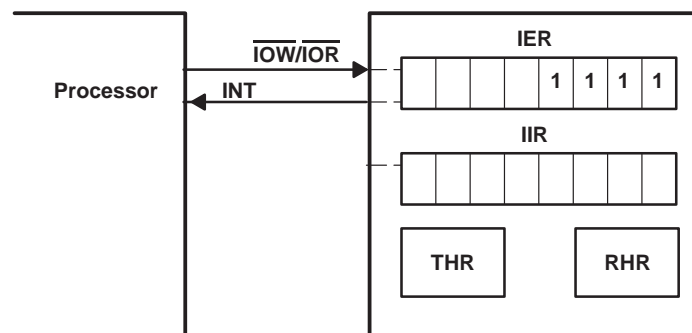 IOW/IOR
IER
1 1 1 1
Processor
INT
IIR
THR
RHR